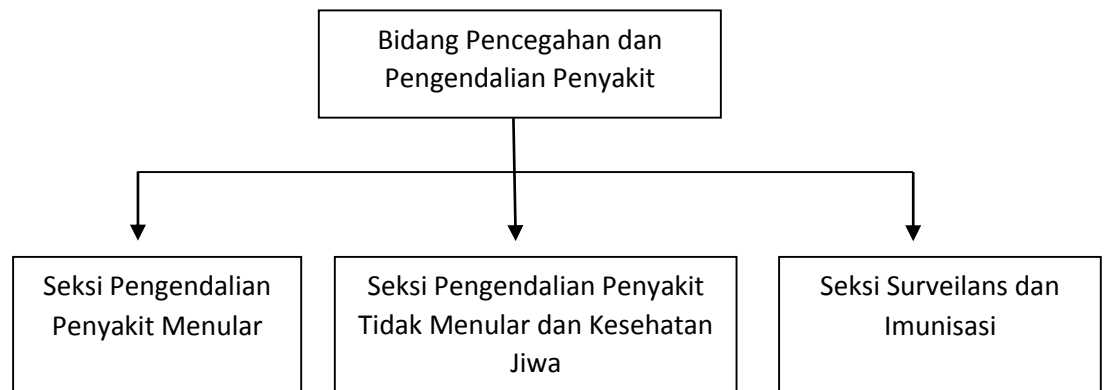 Bidang Pencegahan dan
Pengendalian Penyakit
Seksi Pengendalian
Penyakit Menular
Seksi Pengendalian Penyakit
Tidak Menular dan Kesehatan
Jiwa
Seksi Surveilans dan
Imunisasi